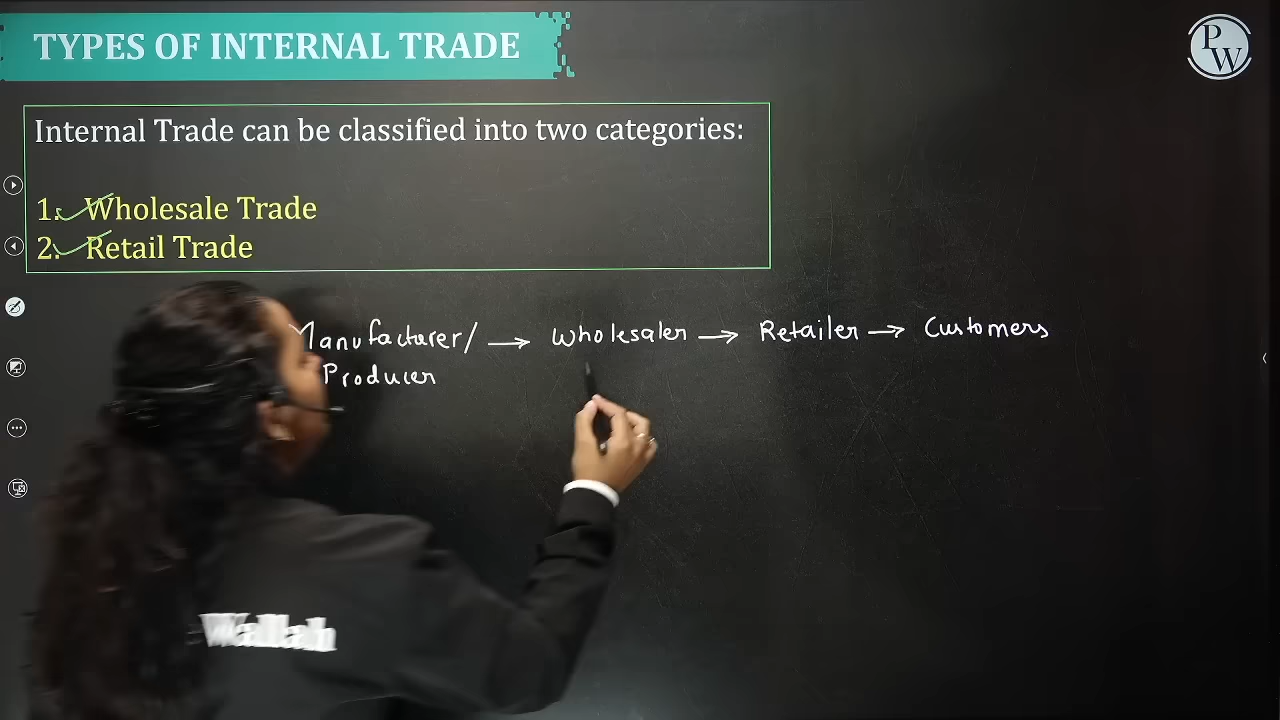 TYPES OF INTERNAL TRADE
PW
Internal Trade can be classified into two categories:
1. Wholesale Trade
2. Retail Trade
Manufacturer/ → Wholesaler → Retailer → Customers
Producer
Wallah